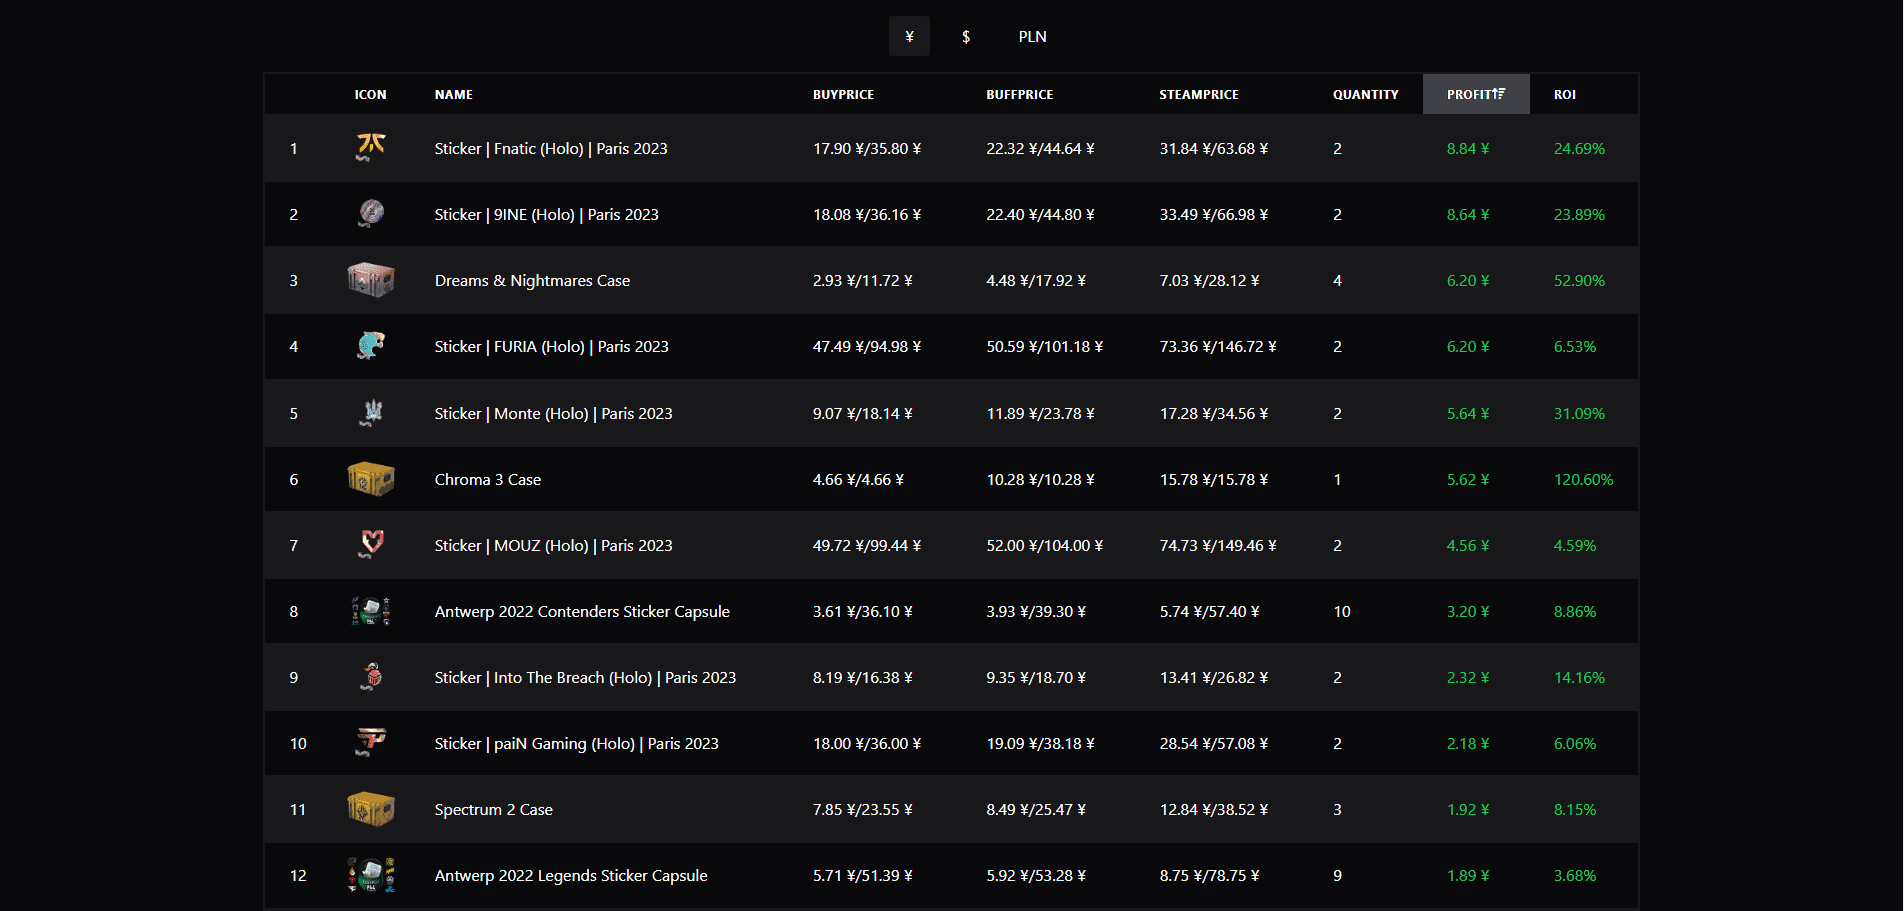 ¥ $ PLN
ICON NAME BUYPRICE BUFFPRICE STEAMPRICE QUANTITY PROFIT ROI
1 Sticker | Fnatic (Holo) | Paris 2023 17.90 ¥/35.80 ¥ 22.32 ¥/44.64 ¥ 31.84 ¥/63.68 ¥ 2 8.84 ¥ 24.69%
2 Sticker | 9INE (Holo) | Paris 2023 18.08 ¥/36.16 ¥ 22.40 ¥/44.80 ¥ 33.49 ¥/66.98 ¥ 2 8.64 ¥ 23.89%
3 Dreams & Nightmares Case 2.93 ¥/11.72 ¥ 4.48 ¥/17.92 ¥ 7.03 ¥/28.12 ¥ 4 6.20 ¥ 52.90%
4 Sticker | FURIA (Holo) | Paris 2023 47.49 ¥/94.98 ¥ 50.59 ¥/101.18 ¥ 73.36 ¥/146.72 ¥ 2 6.20 ¥ 6.53%
5 Sticker | Monte (Holo) | Paris 2023 9.07 ¥/18.14 ¥ 11.89 ¥/23.78 ¥ 17.28 ¥/34.56 ¥ 2 5.64 ¥ 31.09%
6 Chroma 3 Case 4.66 ¥/4.66 ¥ 10.28 ¥/10.28 ¥ 15.78 ¥/15.78 ¥ 1 5.62 ¥ 120.60%
7 Sticker | MOUZ (Holo) | Paris 2023 49.72 ¥/99.44 ¥ 52.00 ¥/104.00 ¥ 74.73 ¥/149.46 ¥ 2 4.56 ¥ 4.59%
8 Antwerp 2022 Contenders Sticker Capsule 3.61 ¥/36.10 ¥ 3.93 ¥/39.30 ¥ 5.74 ¥/57.40 ¥ 10 3.20 ¥ 8.86%
9 Sticker | Into The Breach (Holo) | Paris 2023 8.19 ¥/16.38 ¥ 9.35 ¥/18.70 ¥ 13.41 ¥/26.82 ¥ 2 2.32 ¥ 14.16%
10 Sticker | paiN Gaming (Holo) | Paris 2023 18.00 ¥/36.00 ¥ 19.09 ¥/38.18 ¥ 28.54 ¥/57.08 ¥ 2 2.18 ¥ 6.06%
11 Spectrum 2 Case 7.85 ¥/23.55 ¥ 8.49 ¥/25.47 ¥ 12.84 ¥/38.52 ¥ 3 1.92 ¥ 8.15%
12 Antwerp 2022 Legends Sticker Capsule 5.71 ¥/51.39 ¥ 5.92 ¥/53.28 ¥ 8.75 ¥/78.75 ¥ 9 1.89 ¥ 3.68%